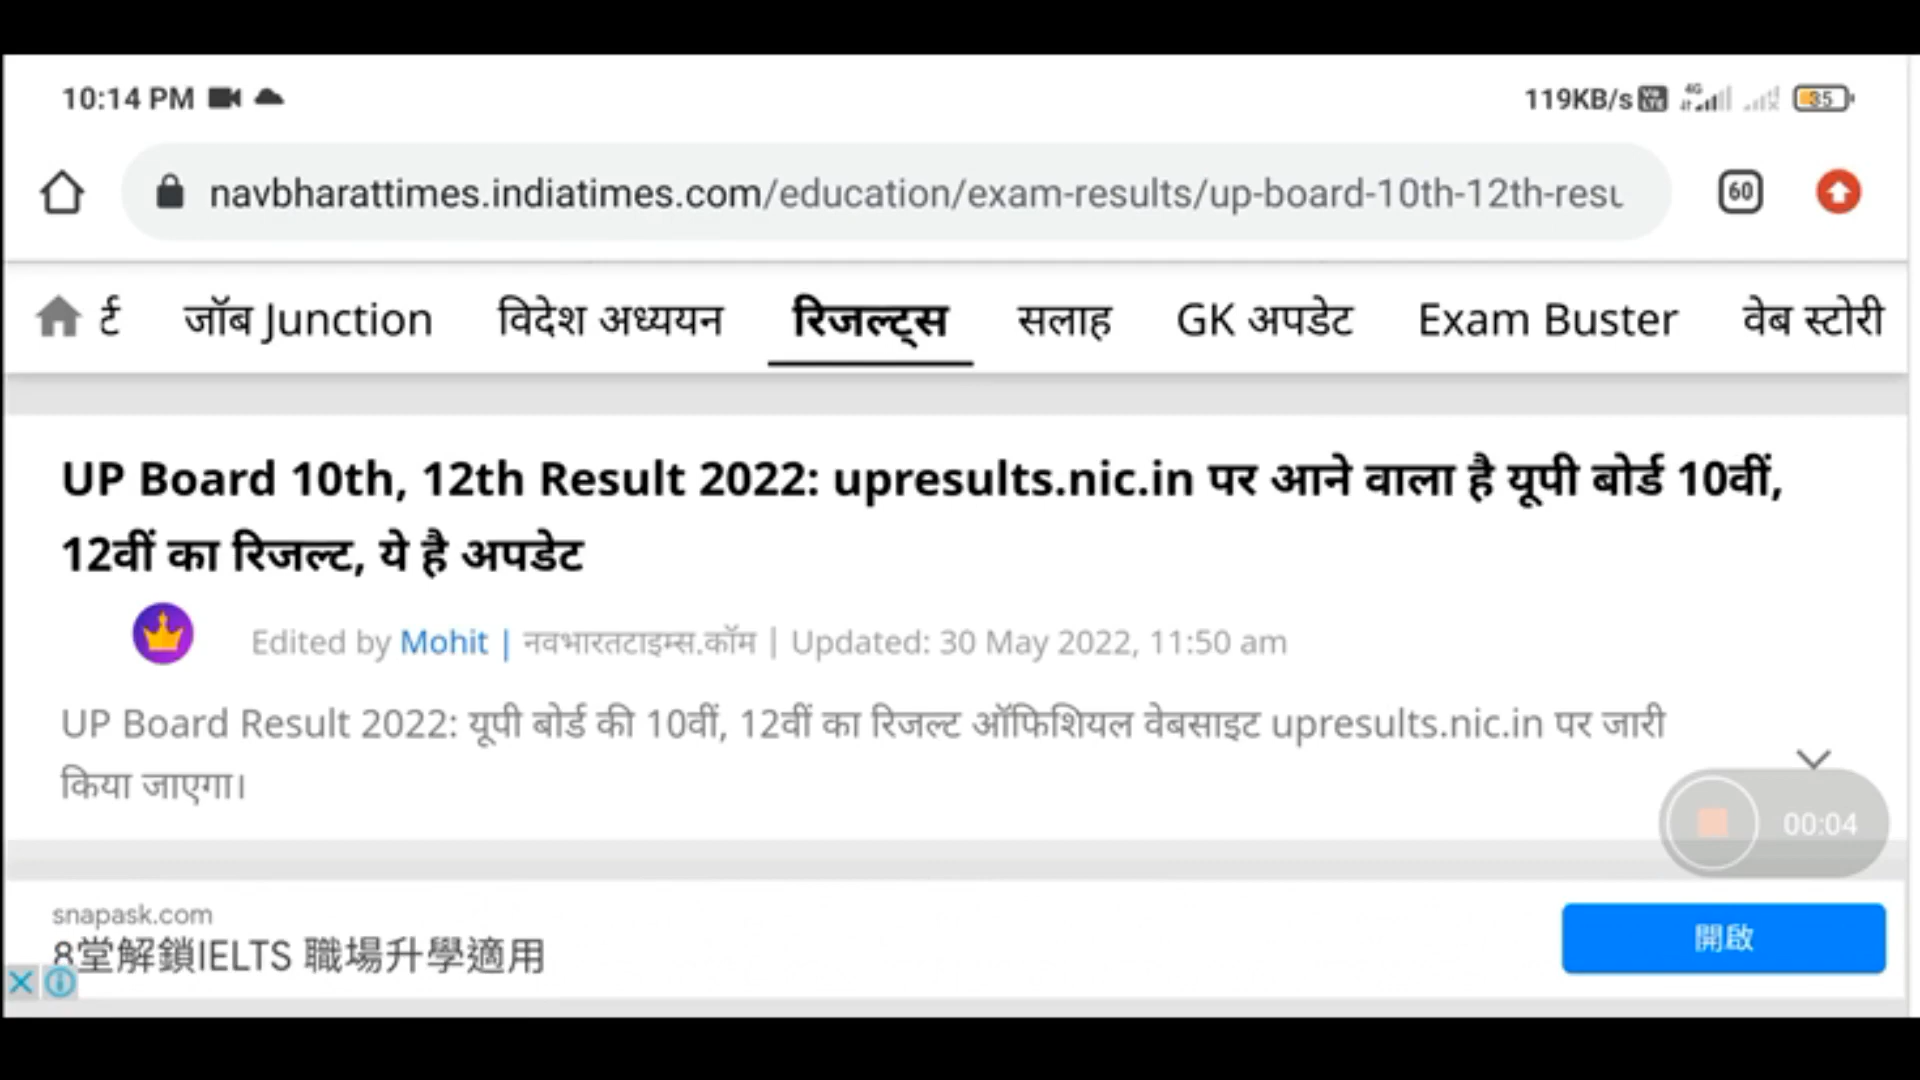 10:14 PM
119KB/s 4G 35
navbharattimes.indiatimes.com/education/exam-results/up-board-10th-12th-resu
60
र्ट जॉब Junction विदेश अध्ययन रिजल्ट्स सलाह GK अपडेट Exam Buster वेब स्टोरी
UP Board 10th, 12th Result 2022: upresults.nic.in पर आने वाला है यूपी बोर्ड 10वीं,
12वीं का रिजल्ट, ये है अपडेट
Edited by Mohit | नवभारतटाइम्स.कॉम | Updated: 30 May 2022, 11:50 am
UP Board Result 2022: यूपी बोर्ड की 10वीं, 12वीं का रिजल्ट ऑफिशियल वेबसाइट upresults.nic.in पर जारी
किया जाएगा।
00:04
snapask.com
8堂解鎖IELTS 職場升學適用
開啟